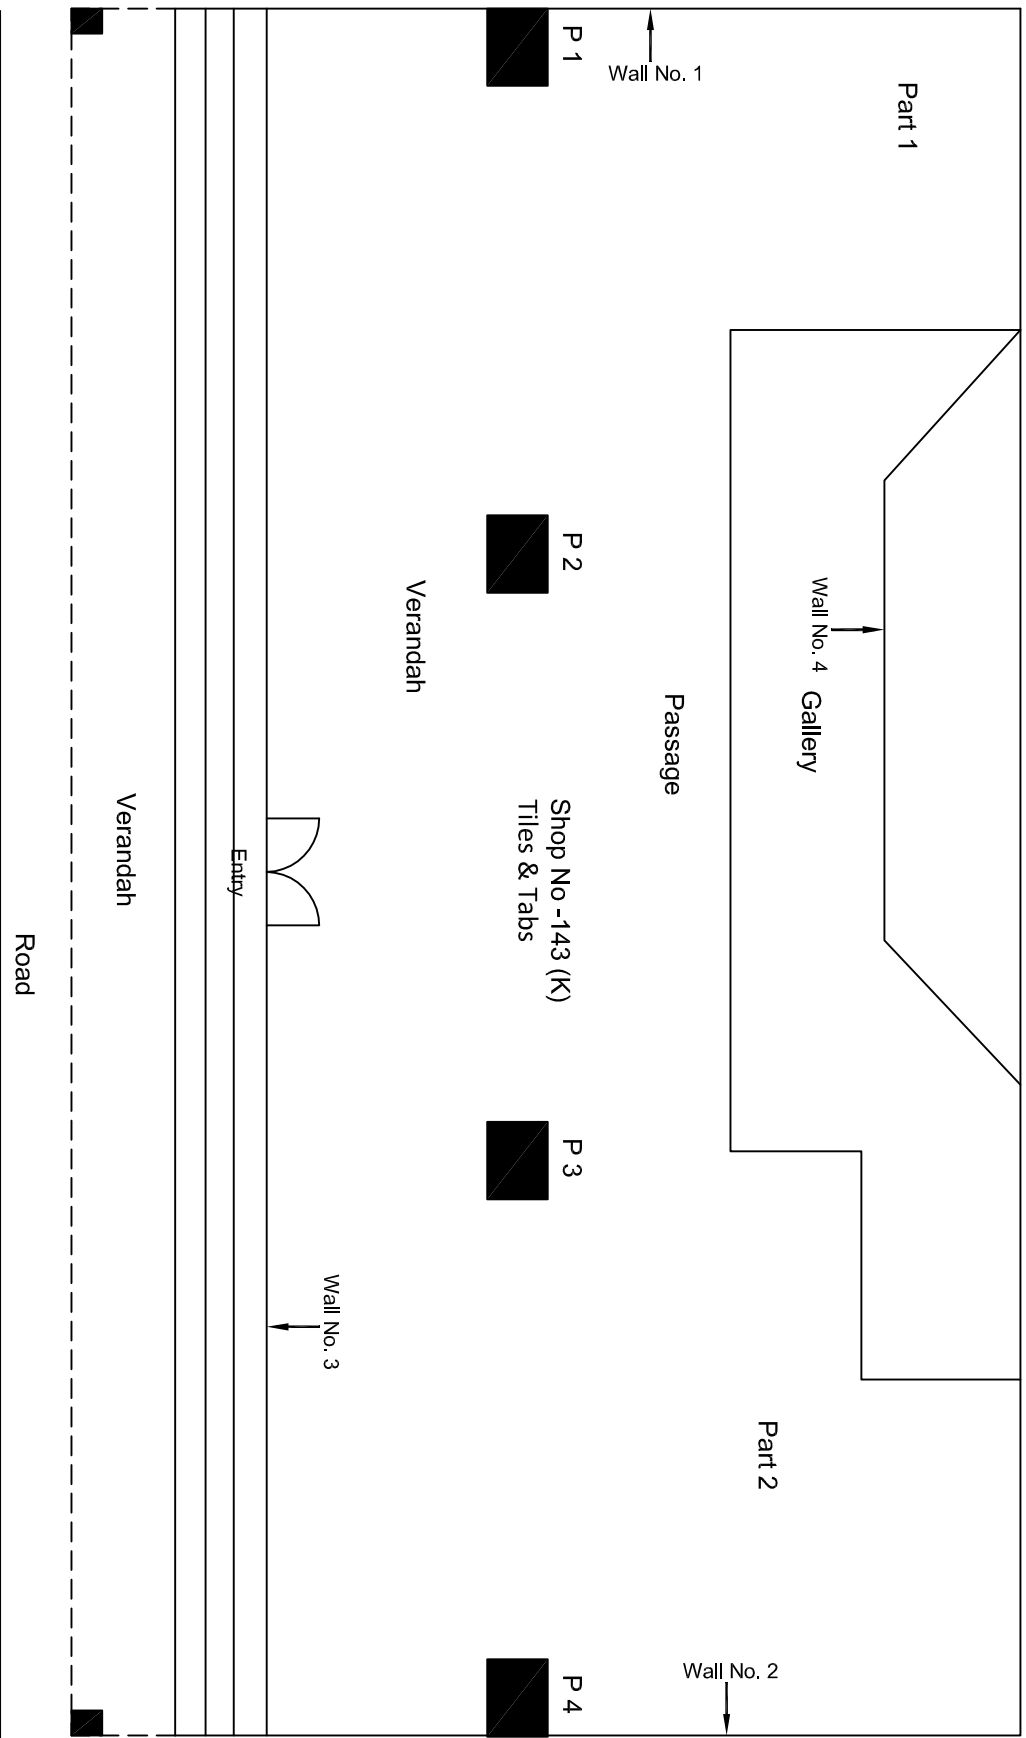 P 1
Wall No. 1
Part 1
P 2
Verandah
Wall No. 4
Gallery
Passage
Shop No -143 (K)
Tiles & Tabs
Verandah
Entry
Road
P 3
Wall No. 3
Part 2
P 4
Wall No. 2